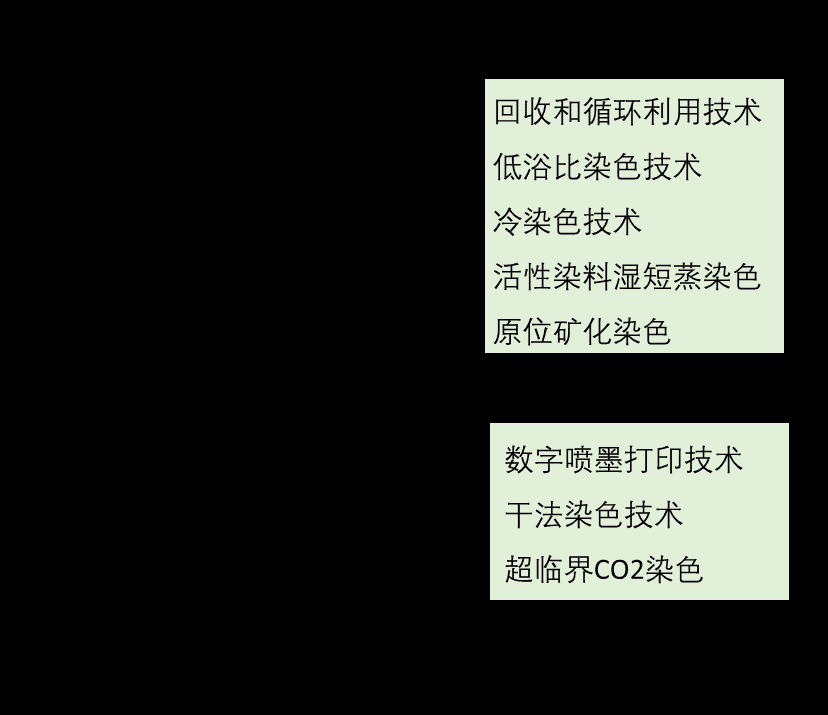 回收和循环利用技术
低浴比染色技术
冷染色技术
活性染料湿短蒸染色
原位矿化染色
数字喷墨打印技术
干法染色技术
超临界CO2染色